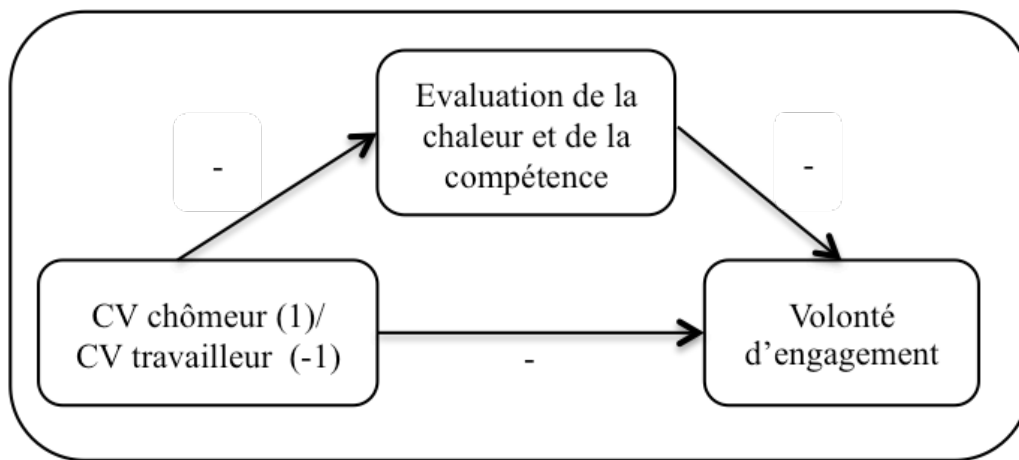 Evaluation de la
chaleur et de la
compétence
-
-
CV chômeur (1)/
CV travailleur (-1)
-
Volonté
d’engagement